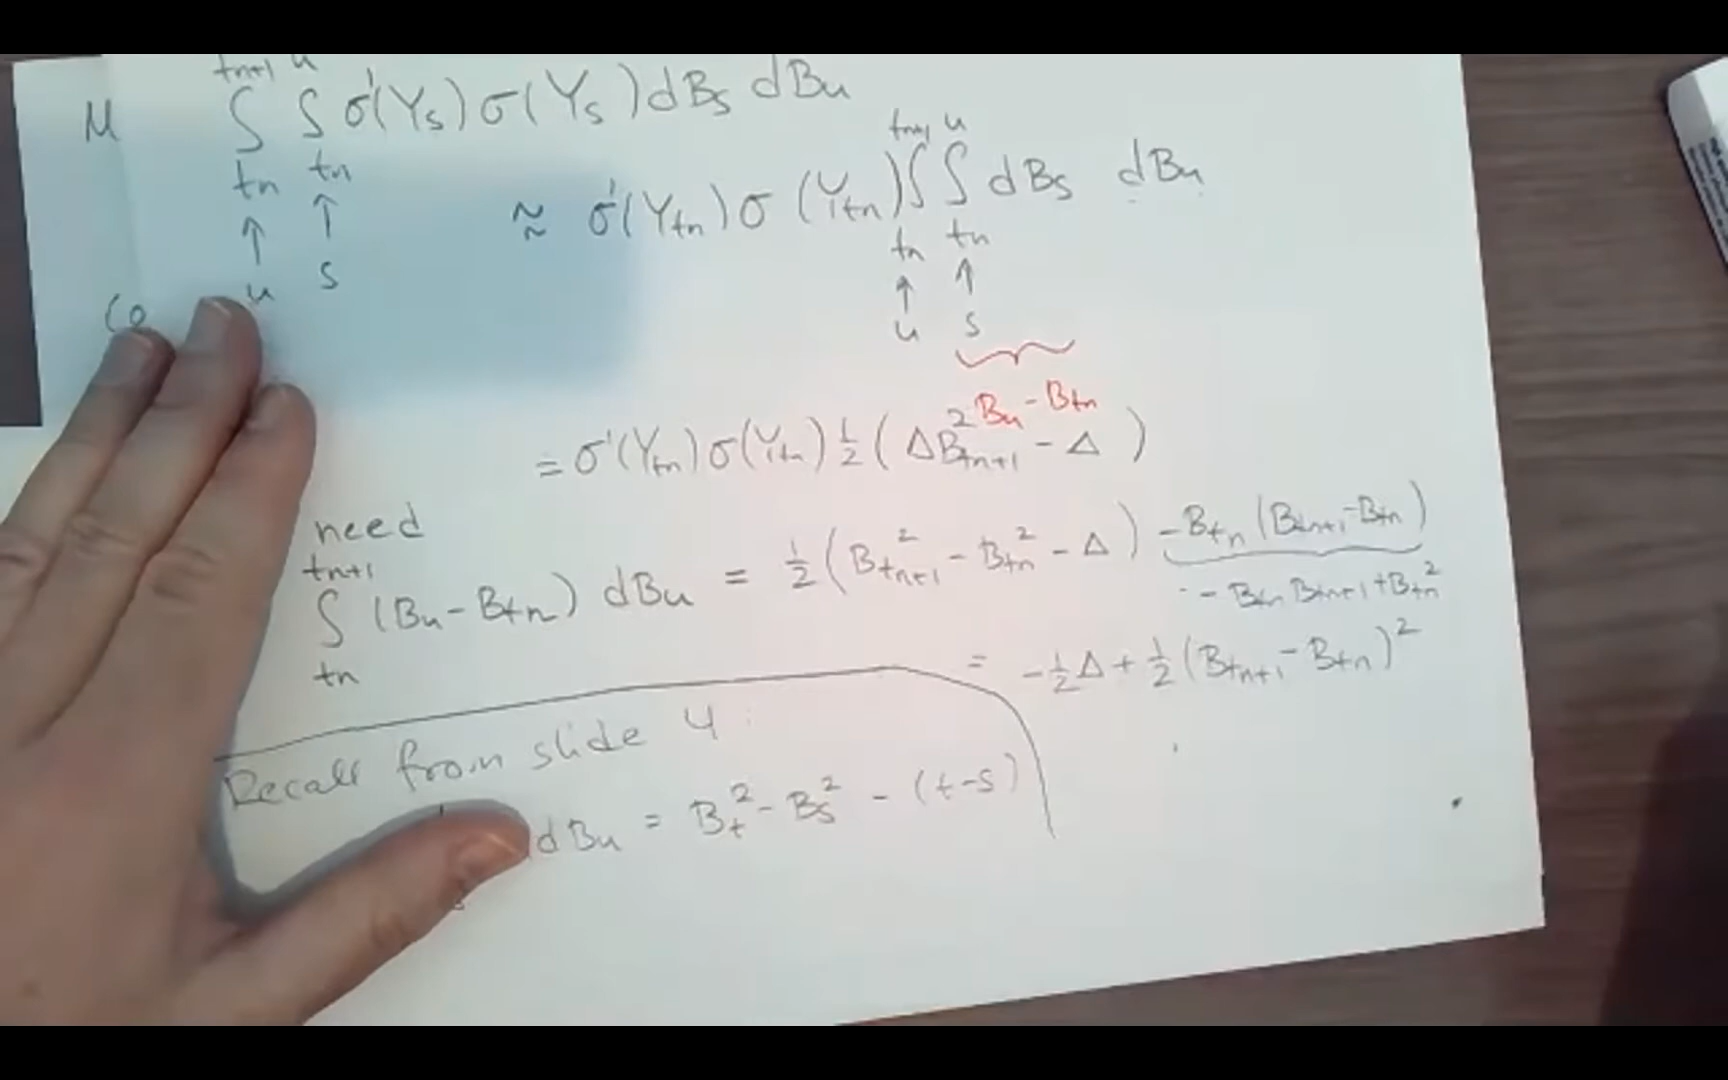 tn+1 u
M ∫ ∫ σ'(Ys) σ(Ys) dBs dBu
tn tn
↑ ↑
u s
tn+1 u
≈ σ'(Ytn) σ(Ytn) ∫ ∫ dBs dBu
tn tn
↑ ↑
u s
Bu - Btn
= σ'(Ytn) σ(Ytn) ½ ( ΔB²tn+1 - Δ )
need
tn+1
∫ (Bu - Btn) dBu = ½ ( B²tn+1 - B²tn - Δ ) - Btn (Btn+1 - Btn)
tn
- Btn Btn+1 + B²tn
= -½ Δ + ½ (Btn+1 - Btn)²
Recall from slide 4:
dBu = B²t - B²s - (t-s)